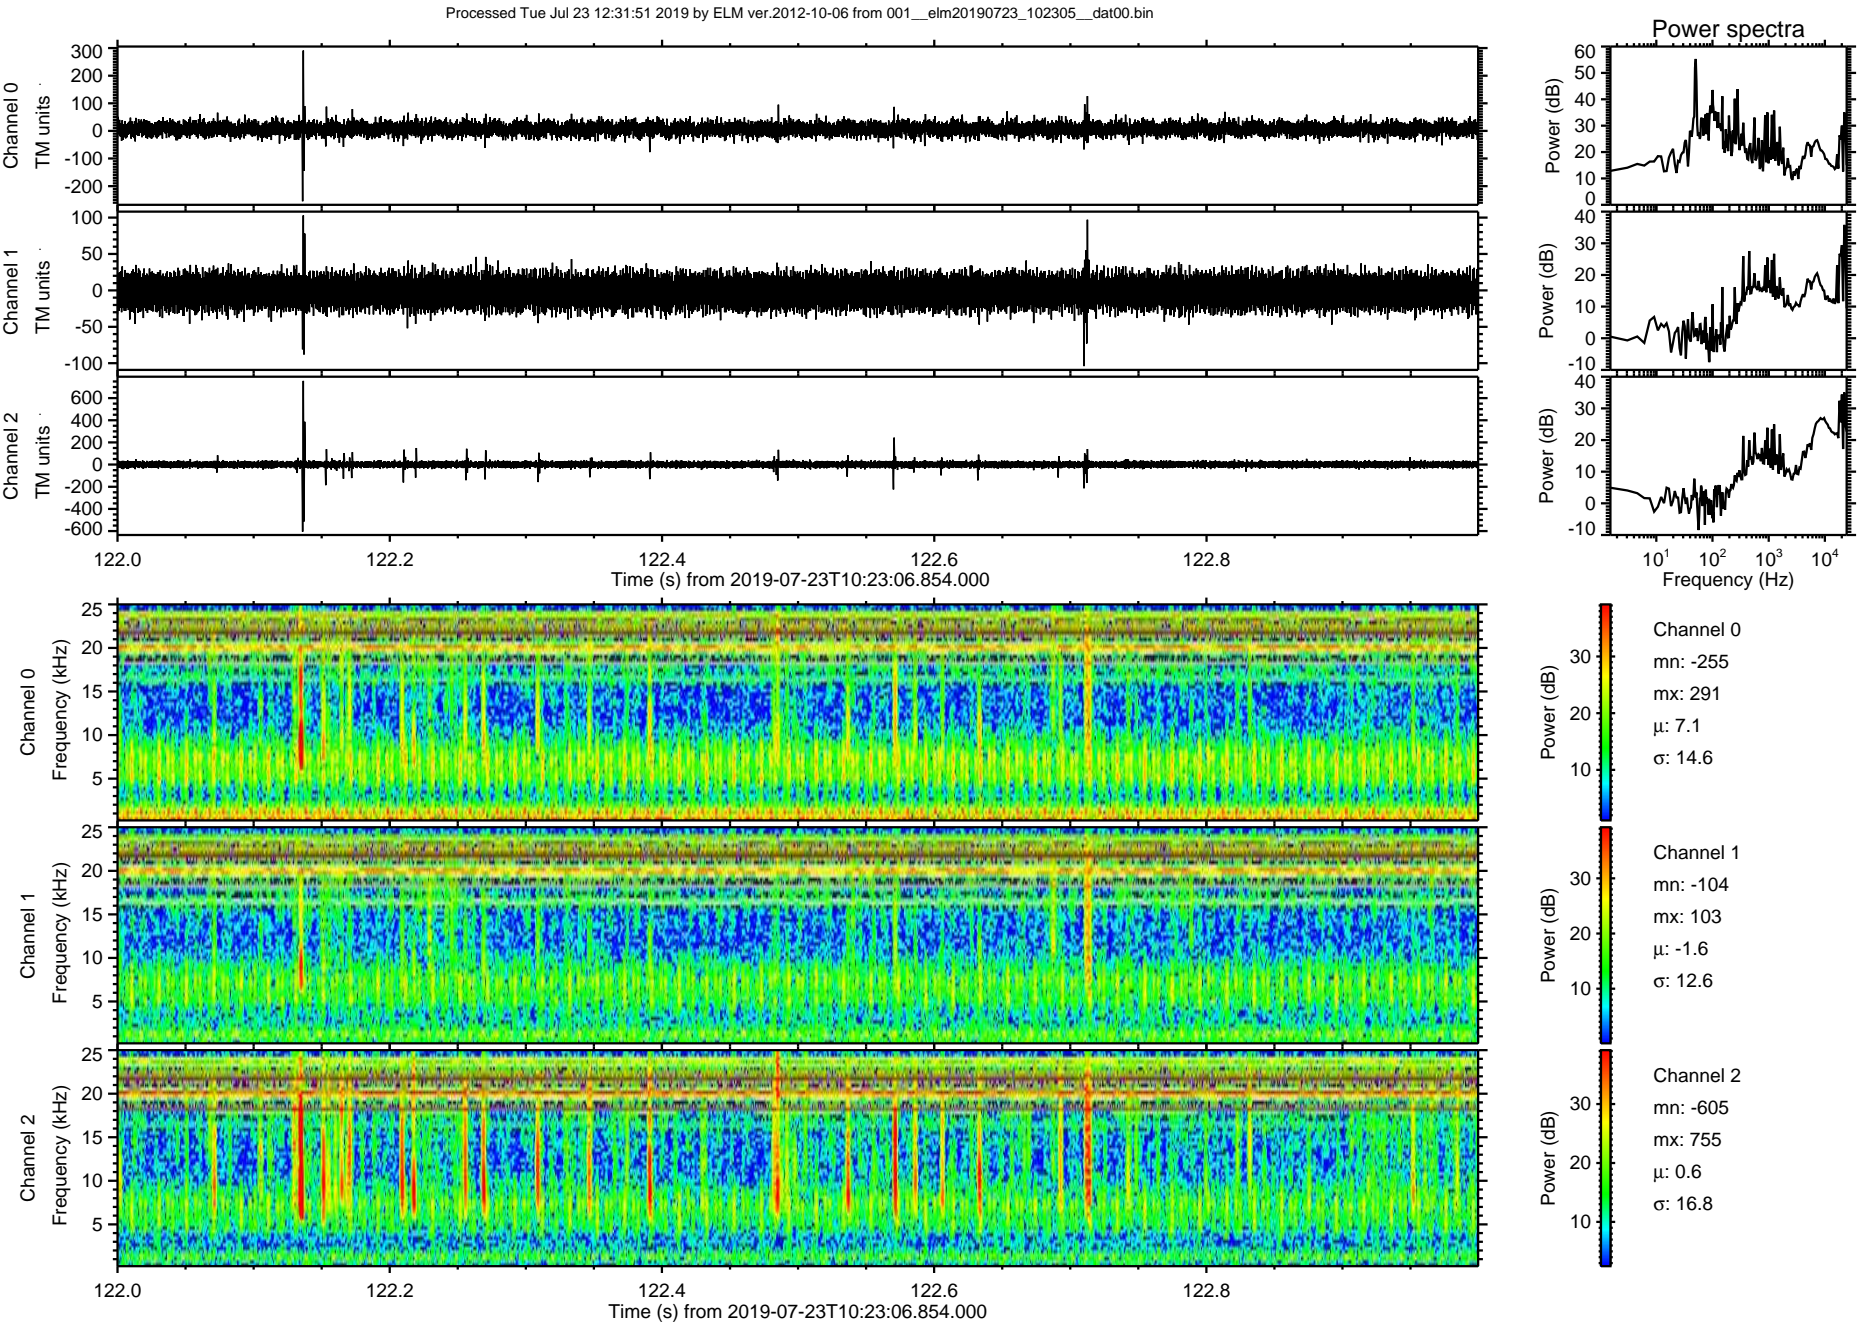 Processed Tue Jul 23 12:31:51 2019 by ELM ver.2012-10-06 from 001__elm20190723_102305__dat00.bin
Power spectra
Channel 0
TM units
300
200
100
0
-100
-200
Power (dB)
60
50
40
30
20
10
0
Channel 1
TM units
100
50
0
-50
-100
Power (dB)
40
30
20
10
0
-10
Channel 2
TM units
600
400
200
0
-200
-400
-600
Power (dB)
40
30
20
10
0
-10
122.0 122.2 122.4 122.6 122.8
Time (s) from 2019-07-23T10:23:06.854.000
10¹ 10² 10³ 10⁴
Frequency (Hz)
Channel 0
Frequency (kHz)
25
20
15
10
5
Power (dB)
30
20
10
Channel 0
mn: -255
mx: 291
μ: 7.1
σ: 14.6
Channel 1
Frequency (kHz)
25
20
15
10
5
Power (dB)
30
20
10
Channel 1
mn: -104
mx: 103
μ: -1.6
σ: 12.6
Channel 2
Frequency (kHz)
25
20
15
10
5
Power (dB)
30
20
10
Channel 2
mn: -605
mx: 755
μ: 0.6
σ: 16.8
122.0 122.2 122.4 122.6 122.8
Time (s) from 2019-07-23T10:23:06.854.000